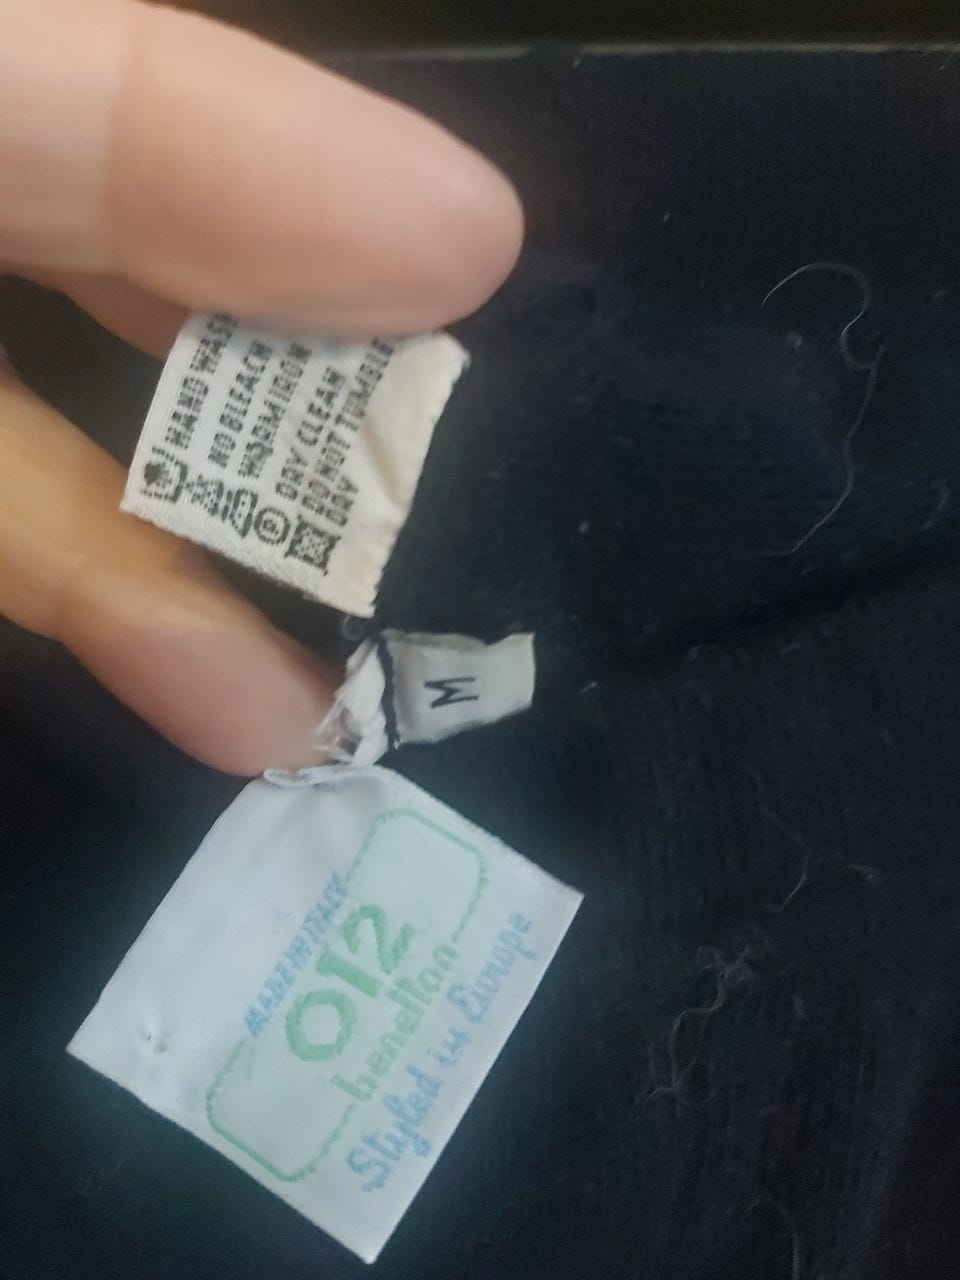 HAND WASH
NO BLEACH
WARM IRON
DRY CLEAN
DO NOT TUMBLE
DRY
M
MADE IN ITALY
012
benetton
Styled in Europe